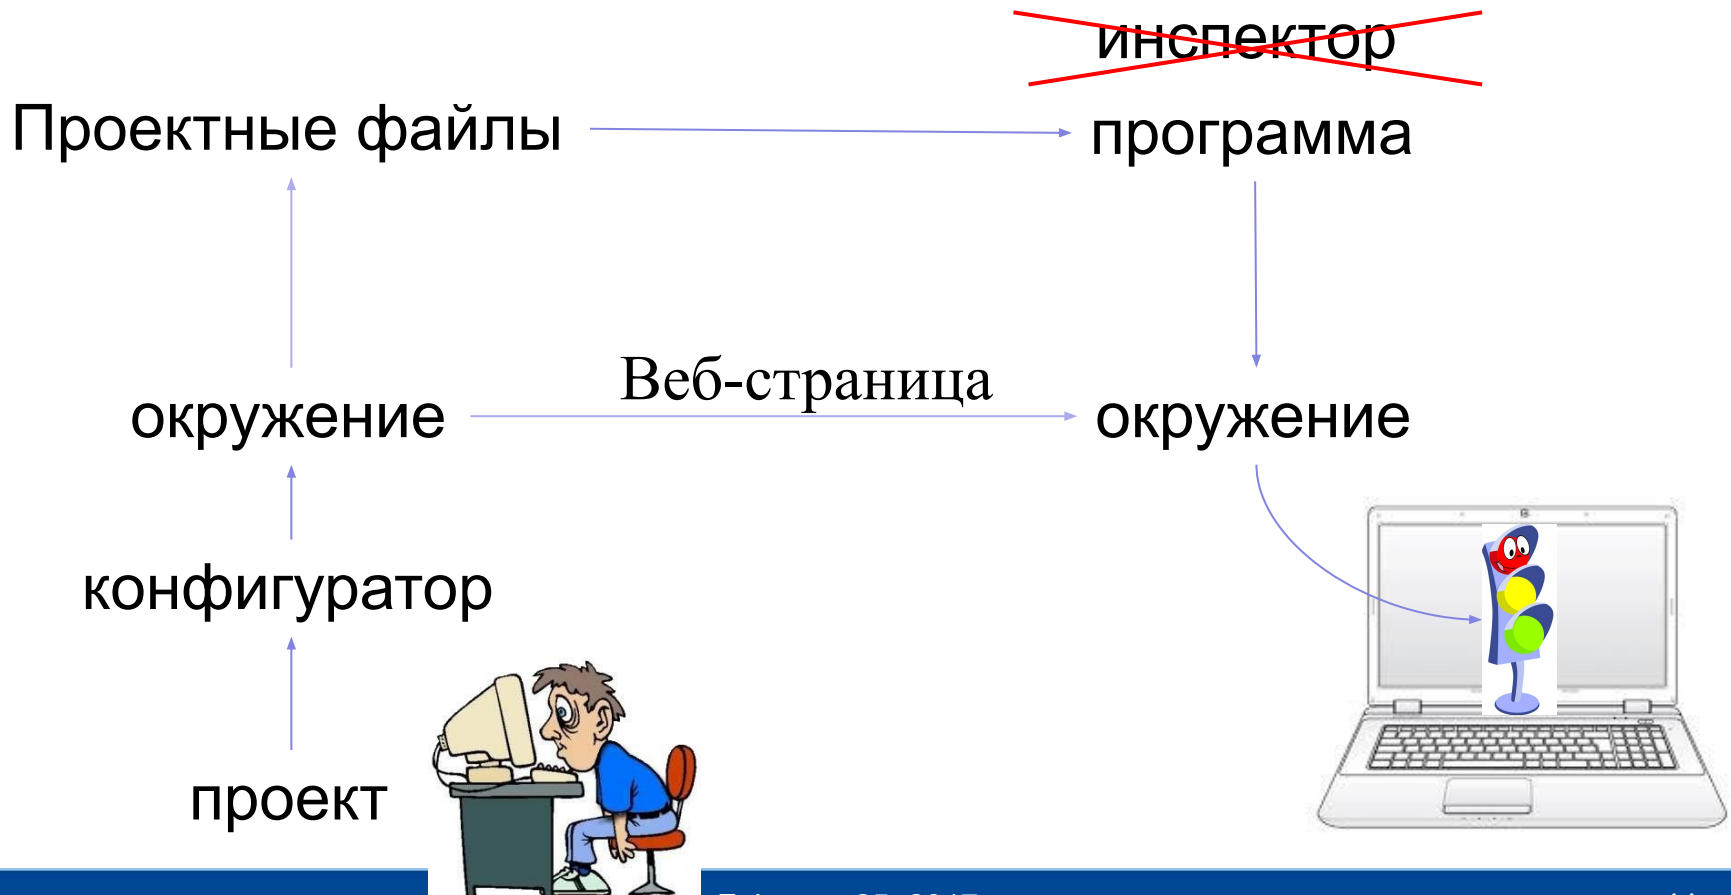 инспектор
Проектные файлы
программа
Веб-страница
окружение
окружение
конфигуратор
проект